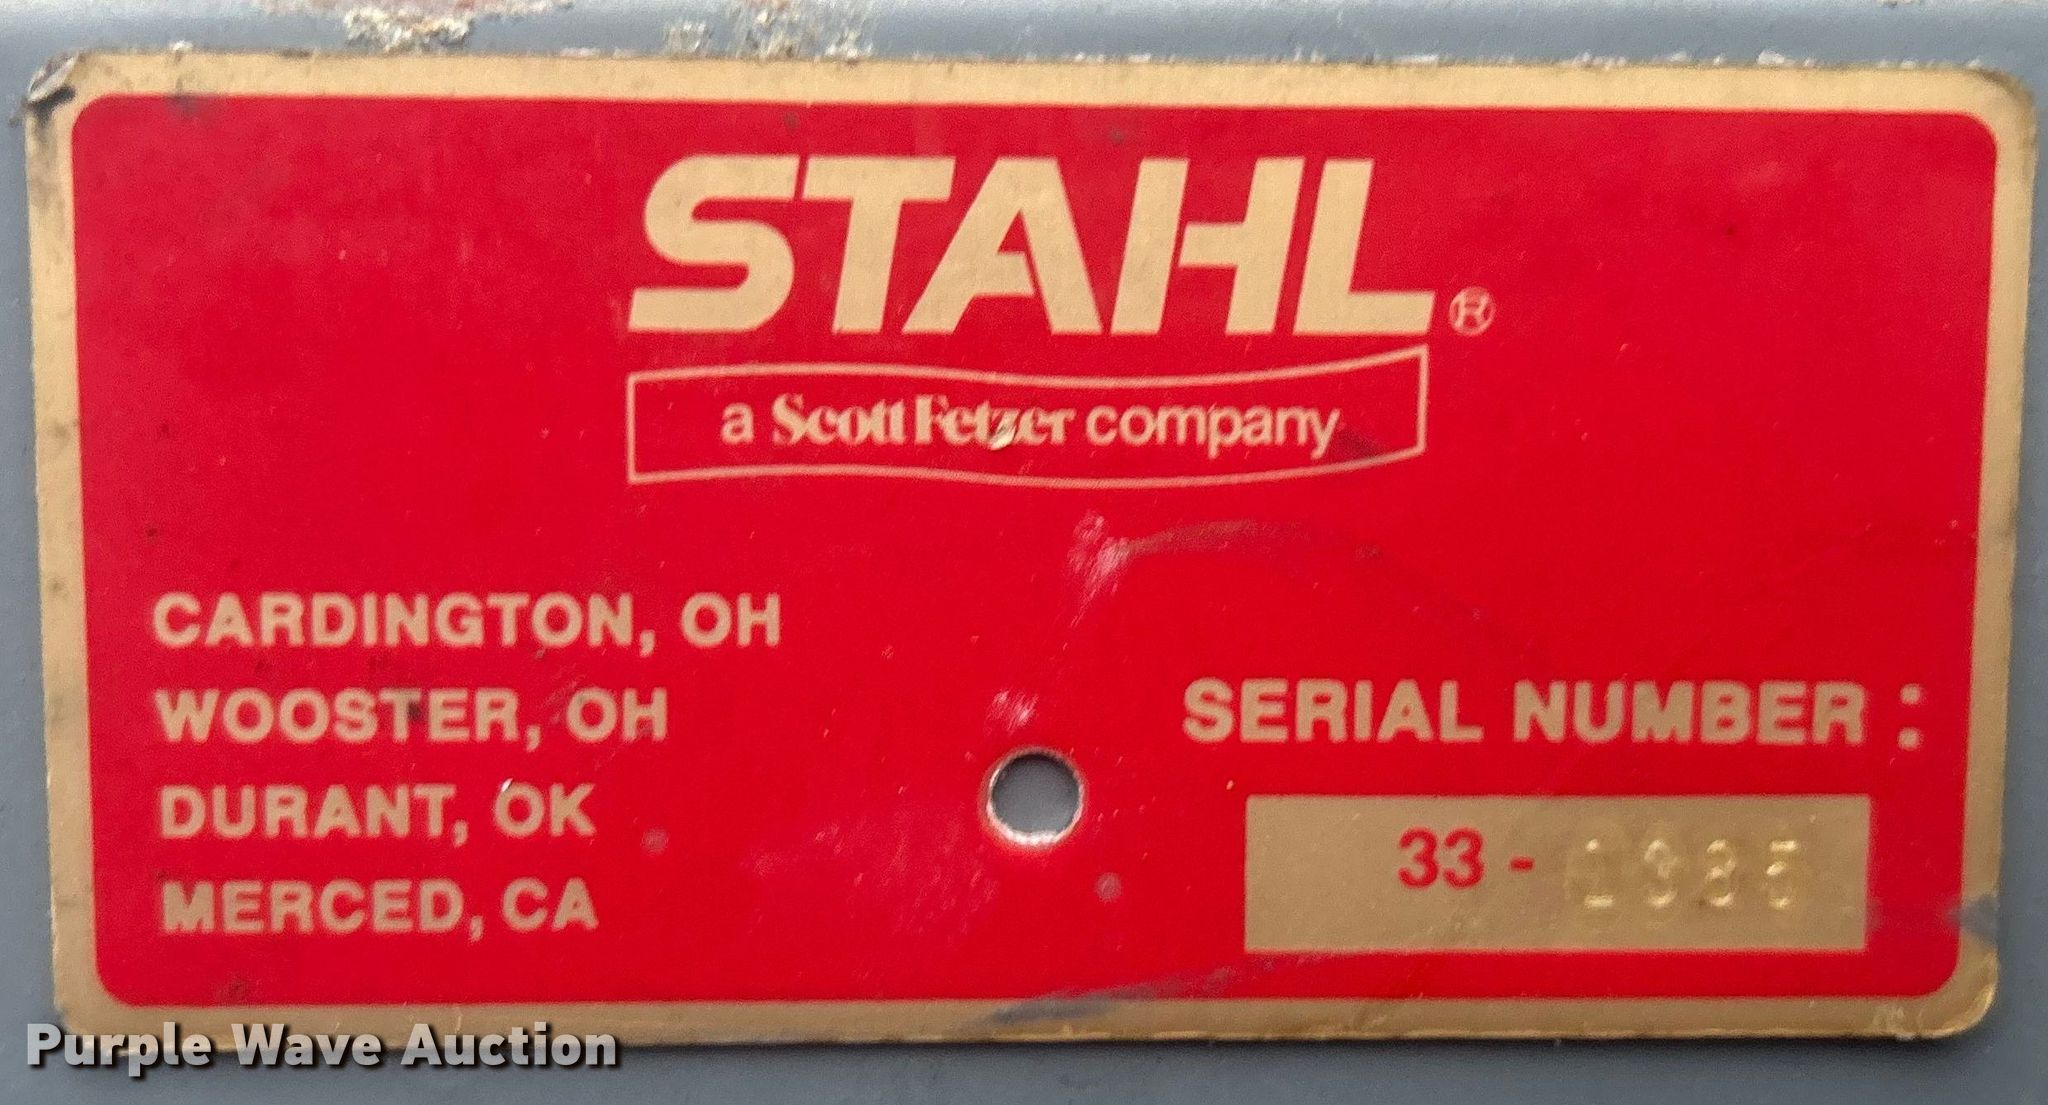 STAHL®
a Scott Fetzer company
CARDINGTON, OH
WOOSTER, OH
DURANT, OK
MERCED, CA
SERIAL NUMBER :
33 -
Purple Wave Auction